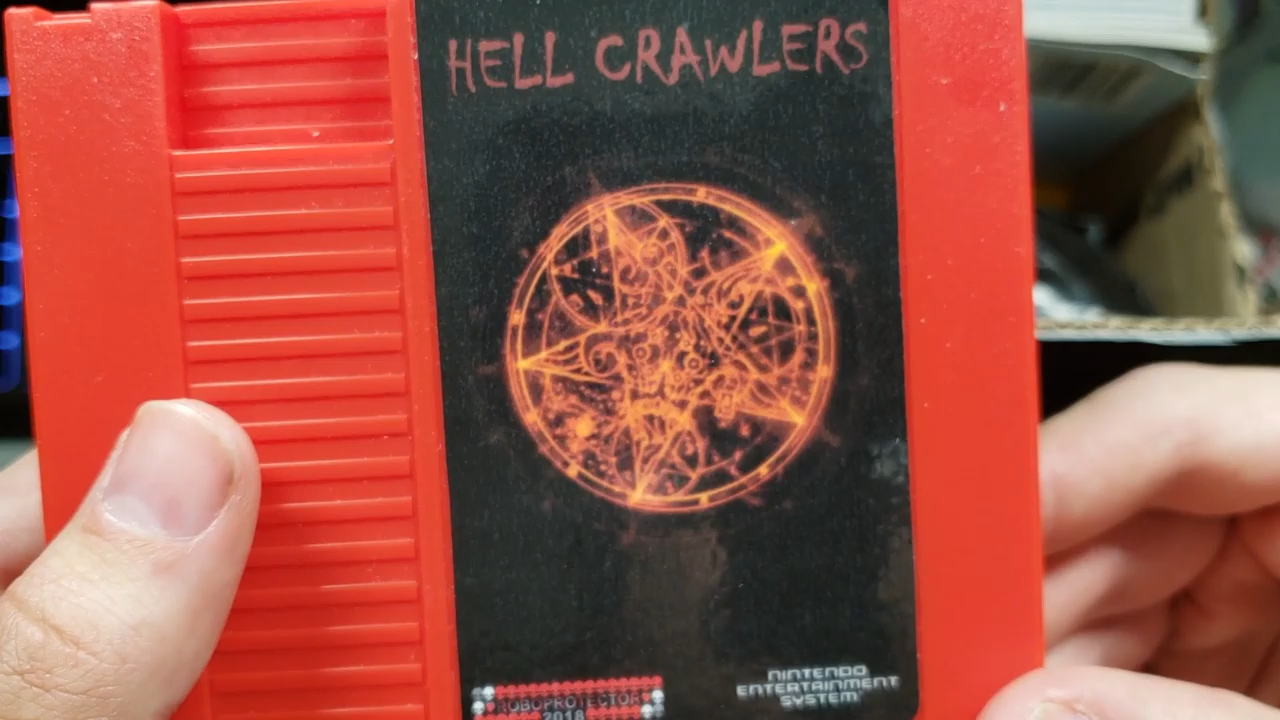 HELL CRAWLERS
ROBOPROTECTOR
2018
NINTENDO
ENTERTAINMENT
SYSTEM